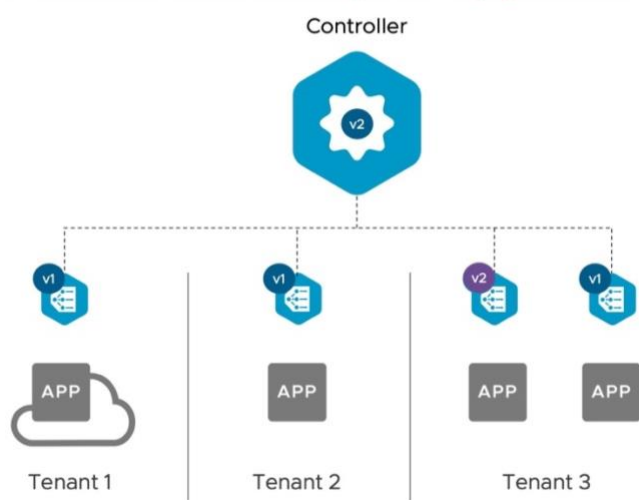 Controller
v2
v1
v1
v2
v1
APP
APP
APP
APP
Tenant 1
Tenant 2
Tenant 3